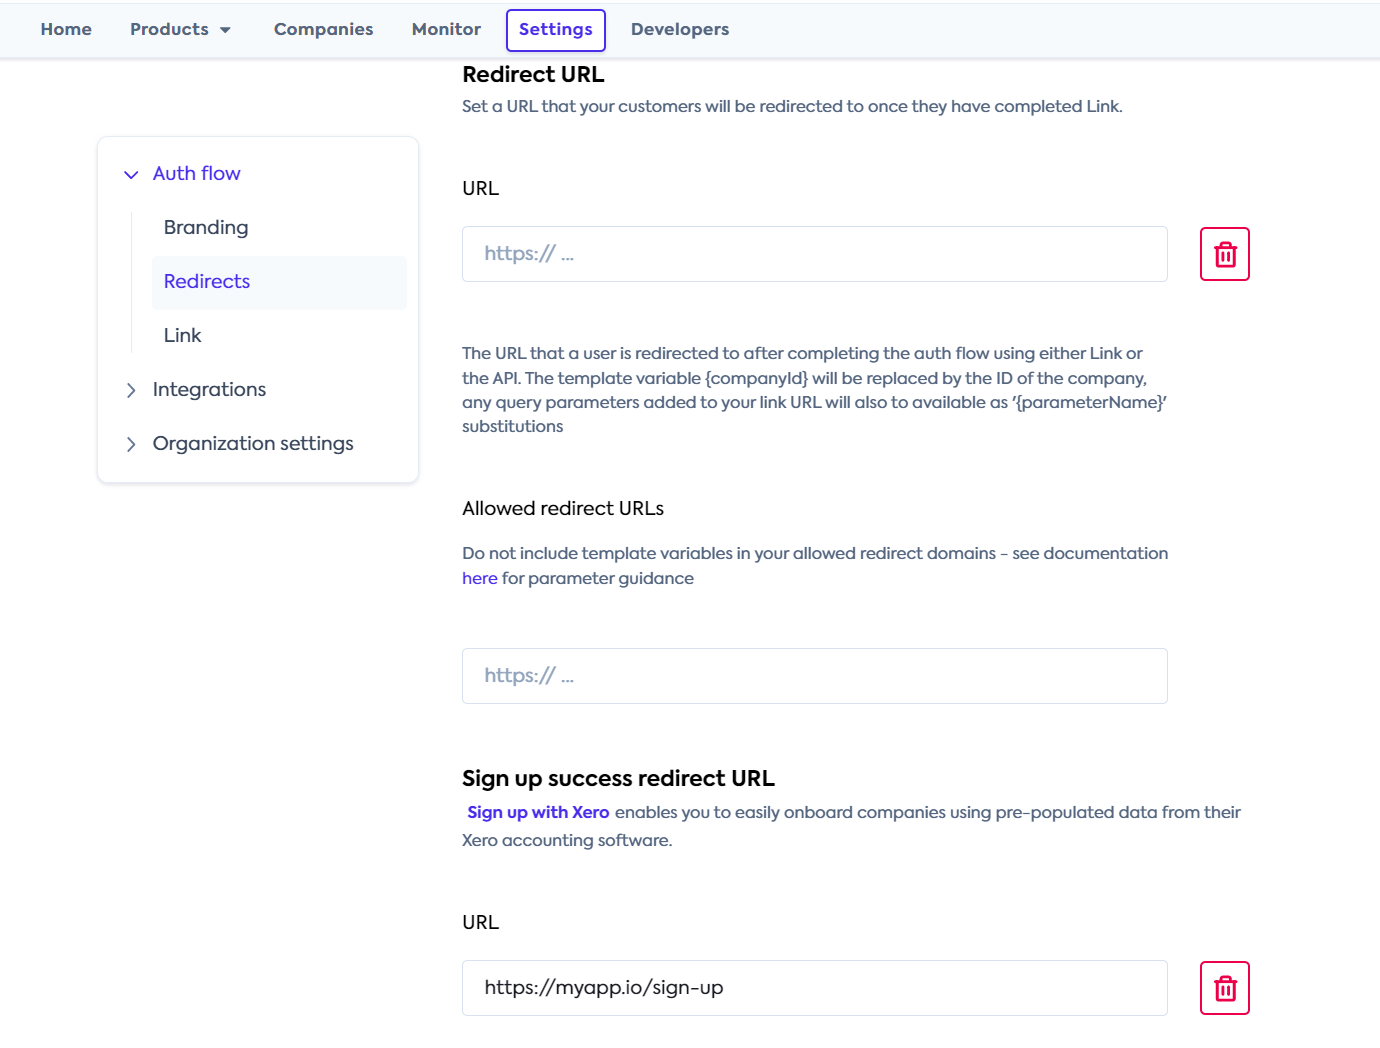 Home Products Companies Monitor Settings Developers
Redirect URL
Set a URL that your customers will be redirected to once they have completed Link.
Auth flow
Branding
Redirects
Link
Integrations
Organization settings
URL
https:// ...
The URL that a user is redirected to after completing the auth flow using either Link or
the API. The template variable {companyId} will be replaced by the ID of the company,
any query parameters added to your link URL will also to available as '{parameterName}'
substitutions
Allowed redirect URLs
Do not include template variables in your allowed redirect domains - see documentation
here for parameter guidance
https:// ...
Sign up success redirect URL
Sign up with Xero enables you to easily onboard companies using pre-populated data from their
Xero accounting software.
URL
https://myapp.io/sign-up